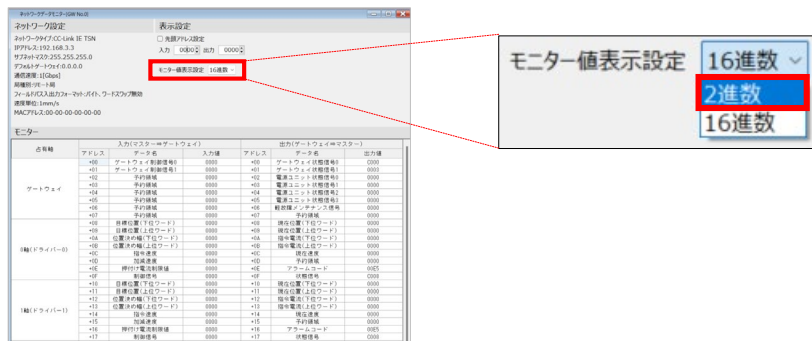 ネットワークデータモニター(GW No.0)
ネットワーク設定
ネットワークタイプ:CC-Link IE TSN
IPアドレス:192.168.3.3
サブネットマスク:255.255.255.0
デフォルトゲートウェイ:0.0.0.0
通信速度:1[Gbps]
局種別:リモート局
フィールドバス入出力フォーマット:バイト、ワードスワップ無効
速度単位:1mm/s
MACアドレス:00-00-00-00-00-00
表示設定
先頭アドレス設定
入力 0000 出力 0000
モニター値表示設定 16進数
モニター値表示設定 16進数
2進数
16進数
モニター
占有軸 入力(マスター⇒ゲートウェイ) 出力(ゲートウェイ⇒マスター)
アドレス データ名 入力値 アドレス データ名 出力値
ゲートウェイ
+00 ゲートウェイ制御信号0 0000 +00 ゲートウェイ状態信号0 C000
+01 ゲートウェイ制御信号1 0000 +01 ゲートウェイ状態信号1 0003
+02 予約領域 0000 +02 電源ユニット状態信号0 0000
+03 予約領域 0000 +03 電源ユニット状態信号1 0000
+04 予約領域 0000 +04 電源ユニット状態信号2 0000
+05 予約領域 0000 +05 電源ユニット状態信号3 0000
+06 予約領域 0000 +06 軽故障メンテナンス信号 0000
+07 予約領域 0000 +07 予約領域 0000
0軸(ドライバー0)
+08 目標位置(下位ワード) 0000 +08 現在位置(下位ワード) 0000
+09 目標位置(上位ワード) 0000 +09 現在位置(上位ワード) 0000
+0A 位置決め幅(下位ワード) 0000 +0A 指令電流(下位ワード) 0000
+0B 位置決め幅(上位ワード) 0000 +0B 指令電流(上位ワード) 0000
+0C 指令速度 0000 +0C 現在速度 0000
+0D 加減速度 0000 +0D 予約領域 0000
+0E 押付け電流制限値 0000 +0E アラームコード 00E5
+0F 制御信号 0000 +0F 状態信号 C008
1軸(ドライバー1)
+10 目標位置(下位ワード) 0000 +10 現在位置(下位ワード) 0000
+11 目標位置(上位ワード) 0000 +11 現在位置(上位ワード) 0000
+12 位置決め幅(下位ワード) 0000 +12 指令電流(下位ワード) 0000
+13 位置決め幅(上位ワード) 0000 +13 指令電流(上位ワード) 0000
+14 指令速度 0000 +14 現在速度 0000
+15 加減速度 0000 +15 予約領域 0000
+16 押付け電流制限値 0000 +16 アラームコード 00E5
+17 制御信号 0000 +17 状態信号 C008